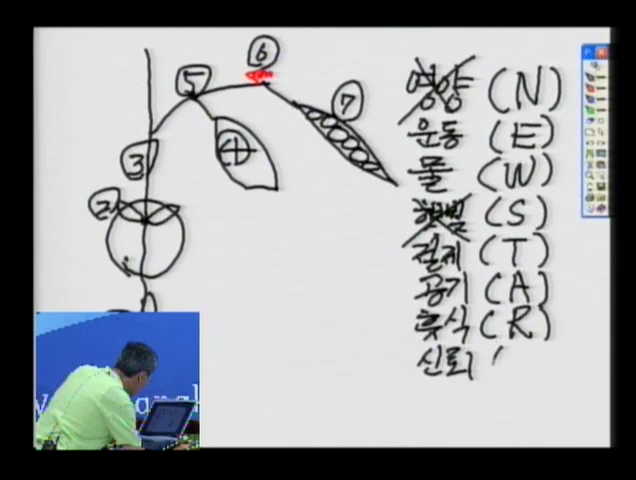 ⑥
⑤
⑦
④
③
②
영양 (N)
운동 (E)
물 (W)
햇볕 (S)
절제 (T)
공기 (A)
휴식 (R)
신뢰 (